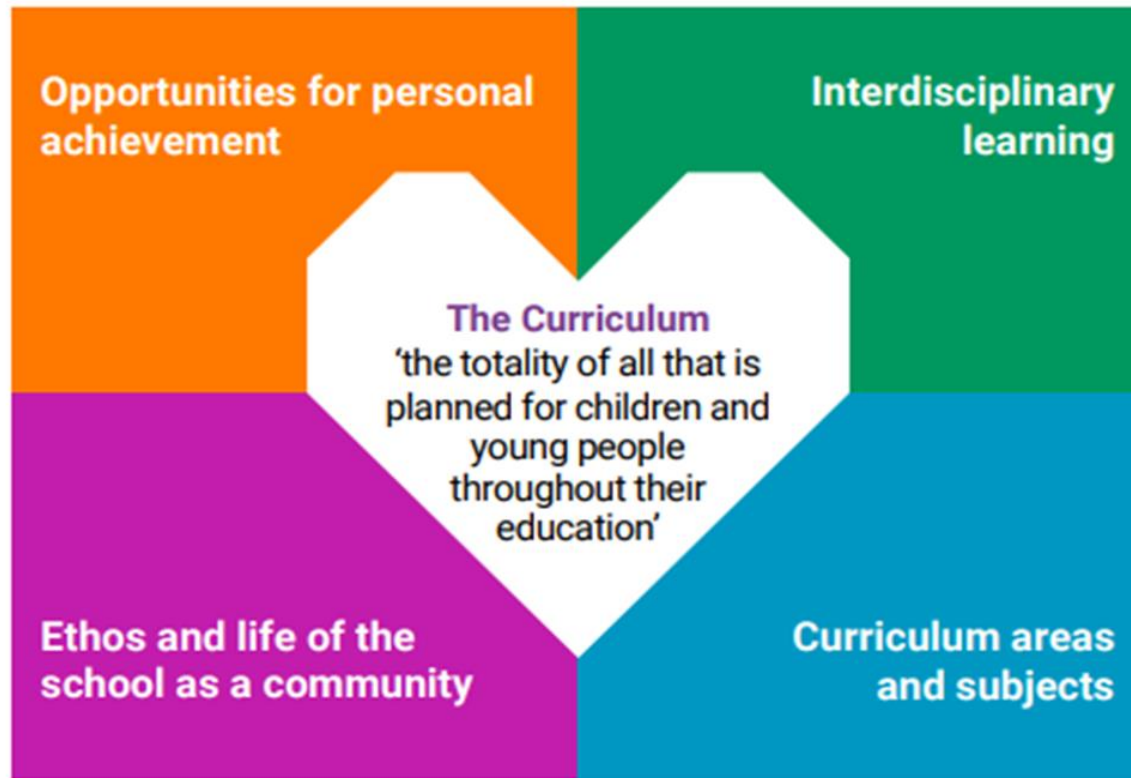 Opportunities for personal
achievement
Interdisciplinary
learning
The Curriculum
‘the totality of all that is
planned for children and
young people
throughout their
education’
Ethos and life of the
school as a community
Curriculum areas
and subjects